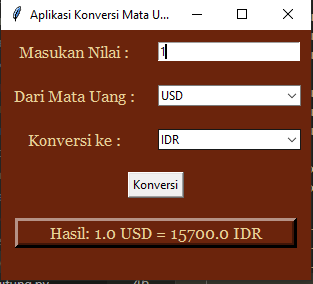 Aplikasi Konversi Mata U...
Masukan Nilai : 1
Dari Mata Uang : USD
Konversi ke : IDR
Konversi
Hasil: 1.0 USD = 15700.0 IDR